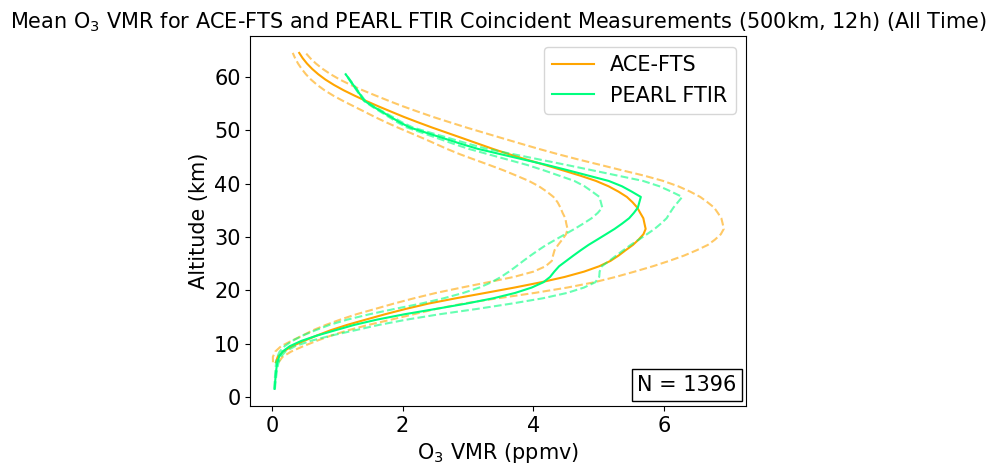 Mean O₃ VMR for ACE-FTS and PEARL FTIR Coincident Measurements (500km, 12h) (All Time)
ACE-FTS
PEARL FTIR
60
50
40
30
20
10
0
Altitude (km)
N = 1396
0 2 4 6
O₃ VMR (ppmv)